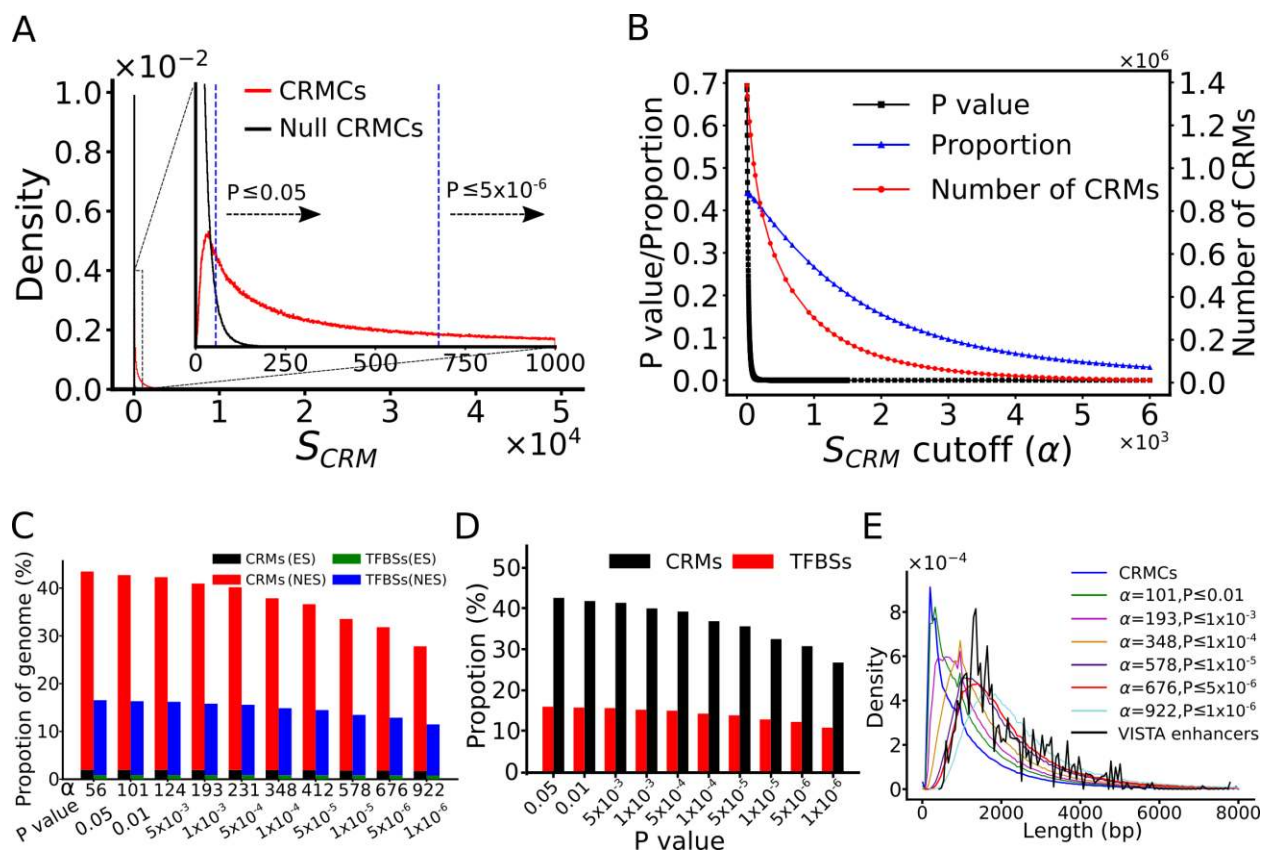 A
×10⁻²
1.0
0.8
0.6
0.4
0.2
0.0
Density
CRMCs
Null CRMCs
P≤0.05
P≤5x10⁻⁶
0 250 500 750 1000
0 1 2 3 4 5
×10⁴
S_CRM
B
×10⁶
0.7
0.6
0.5
0.4
0.3
0.2
0.1
0.0
P value/Proportion
P value
Proportion
Number of CRMs
1.4
1.2
1.0
0.8
0.6
0.4
0.2
0.0
Number of CRMs
0 1 2 3 4 5 6
×10³
S_CRM cutoff (α)
C
Proportion of genome (%)
40
30
20
10
0
CRMs (ES) TFBSs(ES)
CRMs (NES) TFBSs(NES)
α 56 101 124 193 231 348 412 578 676 922
P value 0.05 0.01 5x10⁻³ 1x10⁻³ 5x10⁻⁴ 1x10⁻⁴ 5x10⁻⁵ 1x10⁻⁵ 5x10⁻⁶ 1x10⁻⁶
D
Propotion (%)
50
40
30
20
10
0
CRMs TFBSs
0.05 0.01 5x10⁻³ 1x10⁻³ 5x10⁻⁴ 1x10⁻⁴ 5x10⁻⁵ 1x10⁻⁵ 5x10⁻⁶ 1x10⁻⁶
P value
E
×10⁻⁴
8
6
4
2
0
Density
CRMCs
α=101,P≤0.01
α=193,P≤1x10⁻³
α=348,P≤1x10⁻⁴
α=578,P≤1x10⁻⁵
α=676,P≤5x10⁻⁶
α=922,P≤1x10⁻⁶
VISTA enhancers
0 2000 4000 6000 8000
Length (bp)